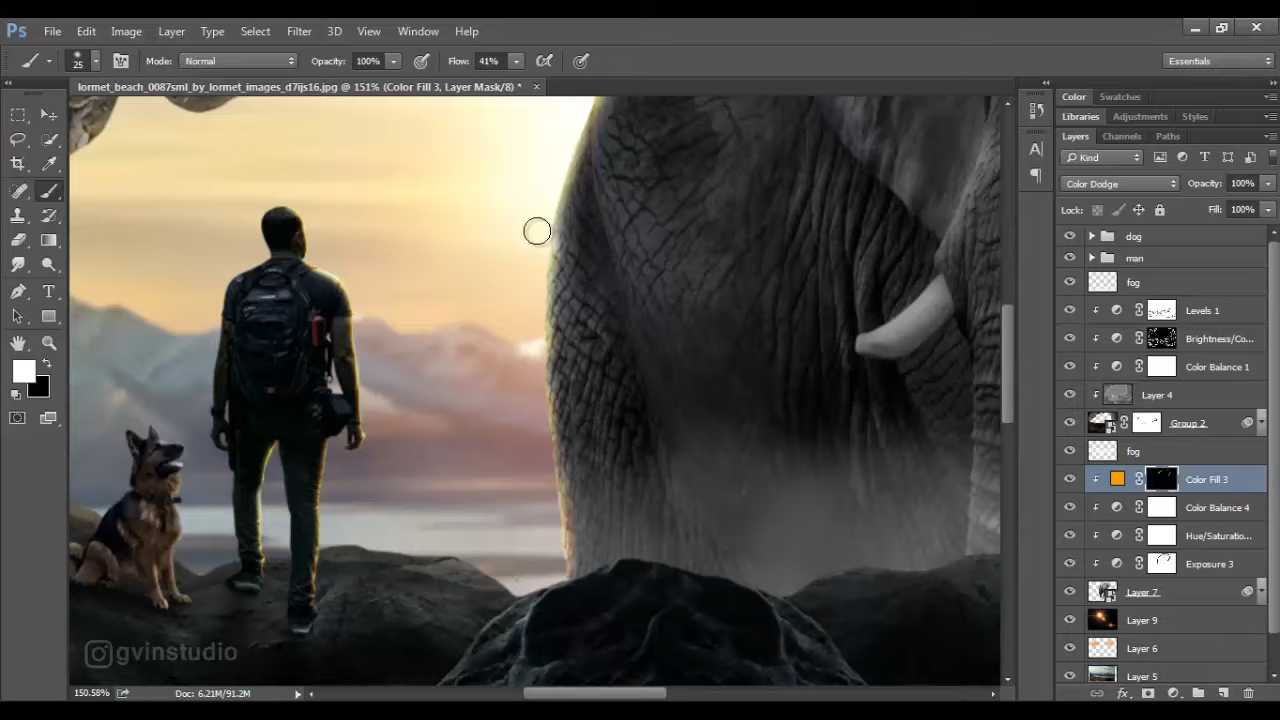 Ps File Edit Image Layer Type Select Filter 3D View Window Help
25 Mode: Normal Opacity: 100% Flow: 41% Essentials
lormet_beach_0087sml_by_lormet_images_d7ijs16.jpg @ 151% (Color Fill 3, Layer Mask/8) *
Color Swatches
Libraries Adjustments Styles
Layers Channels Paths
Kind
Color Dodge Opacity: 100%
Lock: Fill: 100%
dog
man
fog
Levels 1
Brightness/Co...
Color Balance 1
Layer 4
Group 2
fog
Color Fill 3
Color Balance 4
Hue/Saturatio...
Exposure 3
Layer 7
Layer 9
Layer 6
Layer 5
gvinstudio
150.58% Doc: 6.21M/91.2M